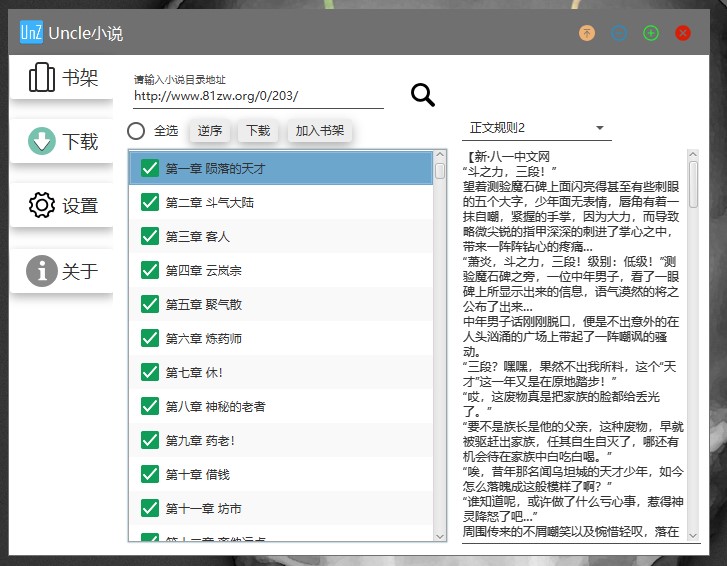 UnZ Uncle小说
书架
下载
设置
关于
请输入小说目录地址
http://www.81zw.org/0/203/
全选 逆序 下载 加入书架
正文规则2
第一章 陨落的天才
第二章 斗气大陆
第三章 客人
第四章 云岚宗
第五章 聚气散
第六章 炼药师
第七章 休！
第八章 神秘的老者
第九章 药老！
第十章 借钱
第十一章 坊市
【新·八一中文网
“斗之力，三段！”
望着测验魔石碑上面闪亮得甚至有些刺眼
的五个大字，少年面无表情，唇角有着一
抹自嘲，紧握的手掌，因为大力，而导致
略微尖锐的指甲深深的刺进了掌心之中，
带来一阵阵钻心的疼痛...
“萧炎，斗之力，三段！级别：低级！”测
验魔石碑之旁，一位中年男子，看了一眼
碑上所显示出来的信息，语气漠然的将之
公布了出来...
中年男子话刚刚脱口，便是不出意外的在
人头汹涌的广场上带起了一阵嘲讽的骚
动。
“三段？嘿嘿，果然不出我所料，这个“天
才”这一年又是在原地踏步！”
“哎，这废物真是把家族的脸都给丢光
了。”
“要不是族长是他的父亲，这种废物，早就
被驱赶出家族，任其自生自灭了，哪还有
机会待在家族中白吃白喝。”
“唉，昔年那名闻乌坦城的天才少年，如今
怎么落魄成这般模样了啊？”
“谁知道呢，或许做了什么亏心事，惹得神
灵降怒了吧...”
周围传来的不屑嘲笑以及惋惜轻叹，落在